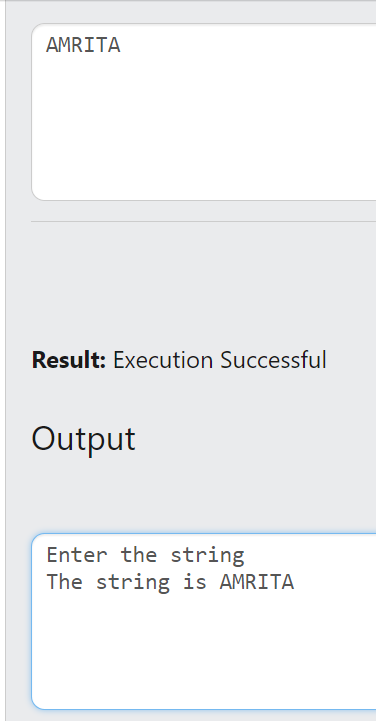 AMRITA
Result: Execution Successful
Output
Enter the string
The string is AMRITA